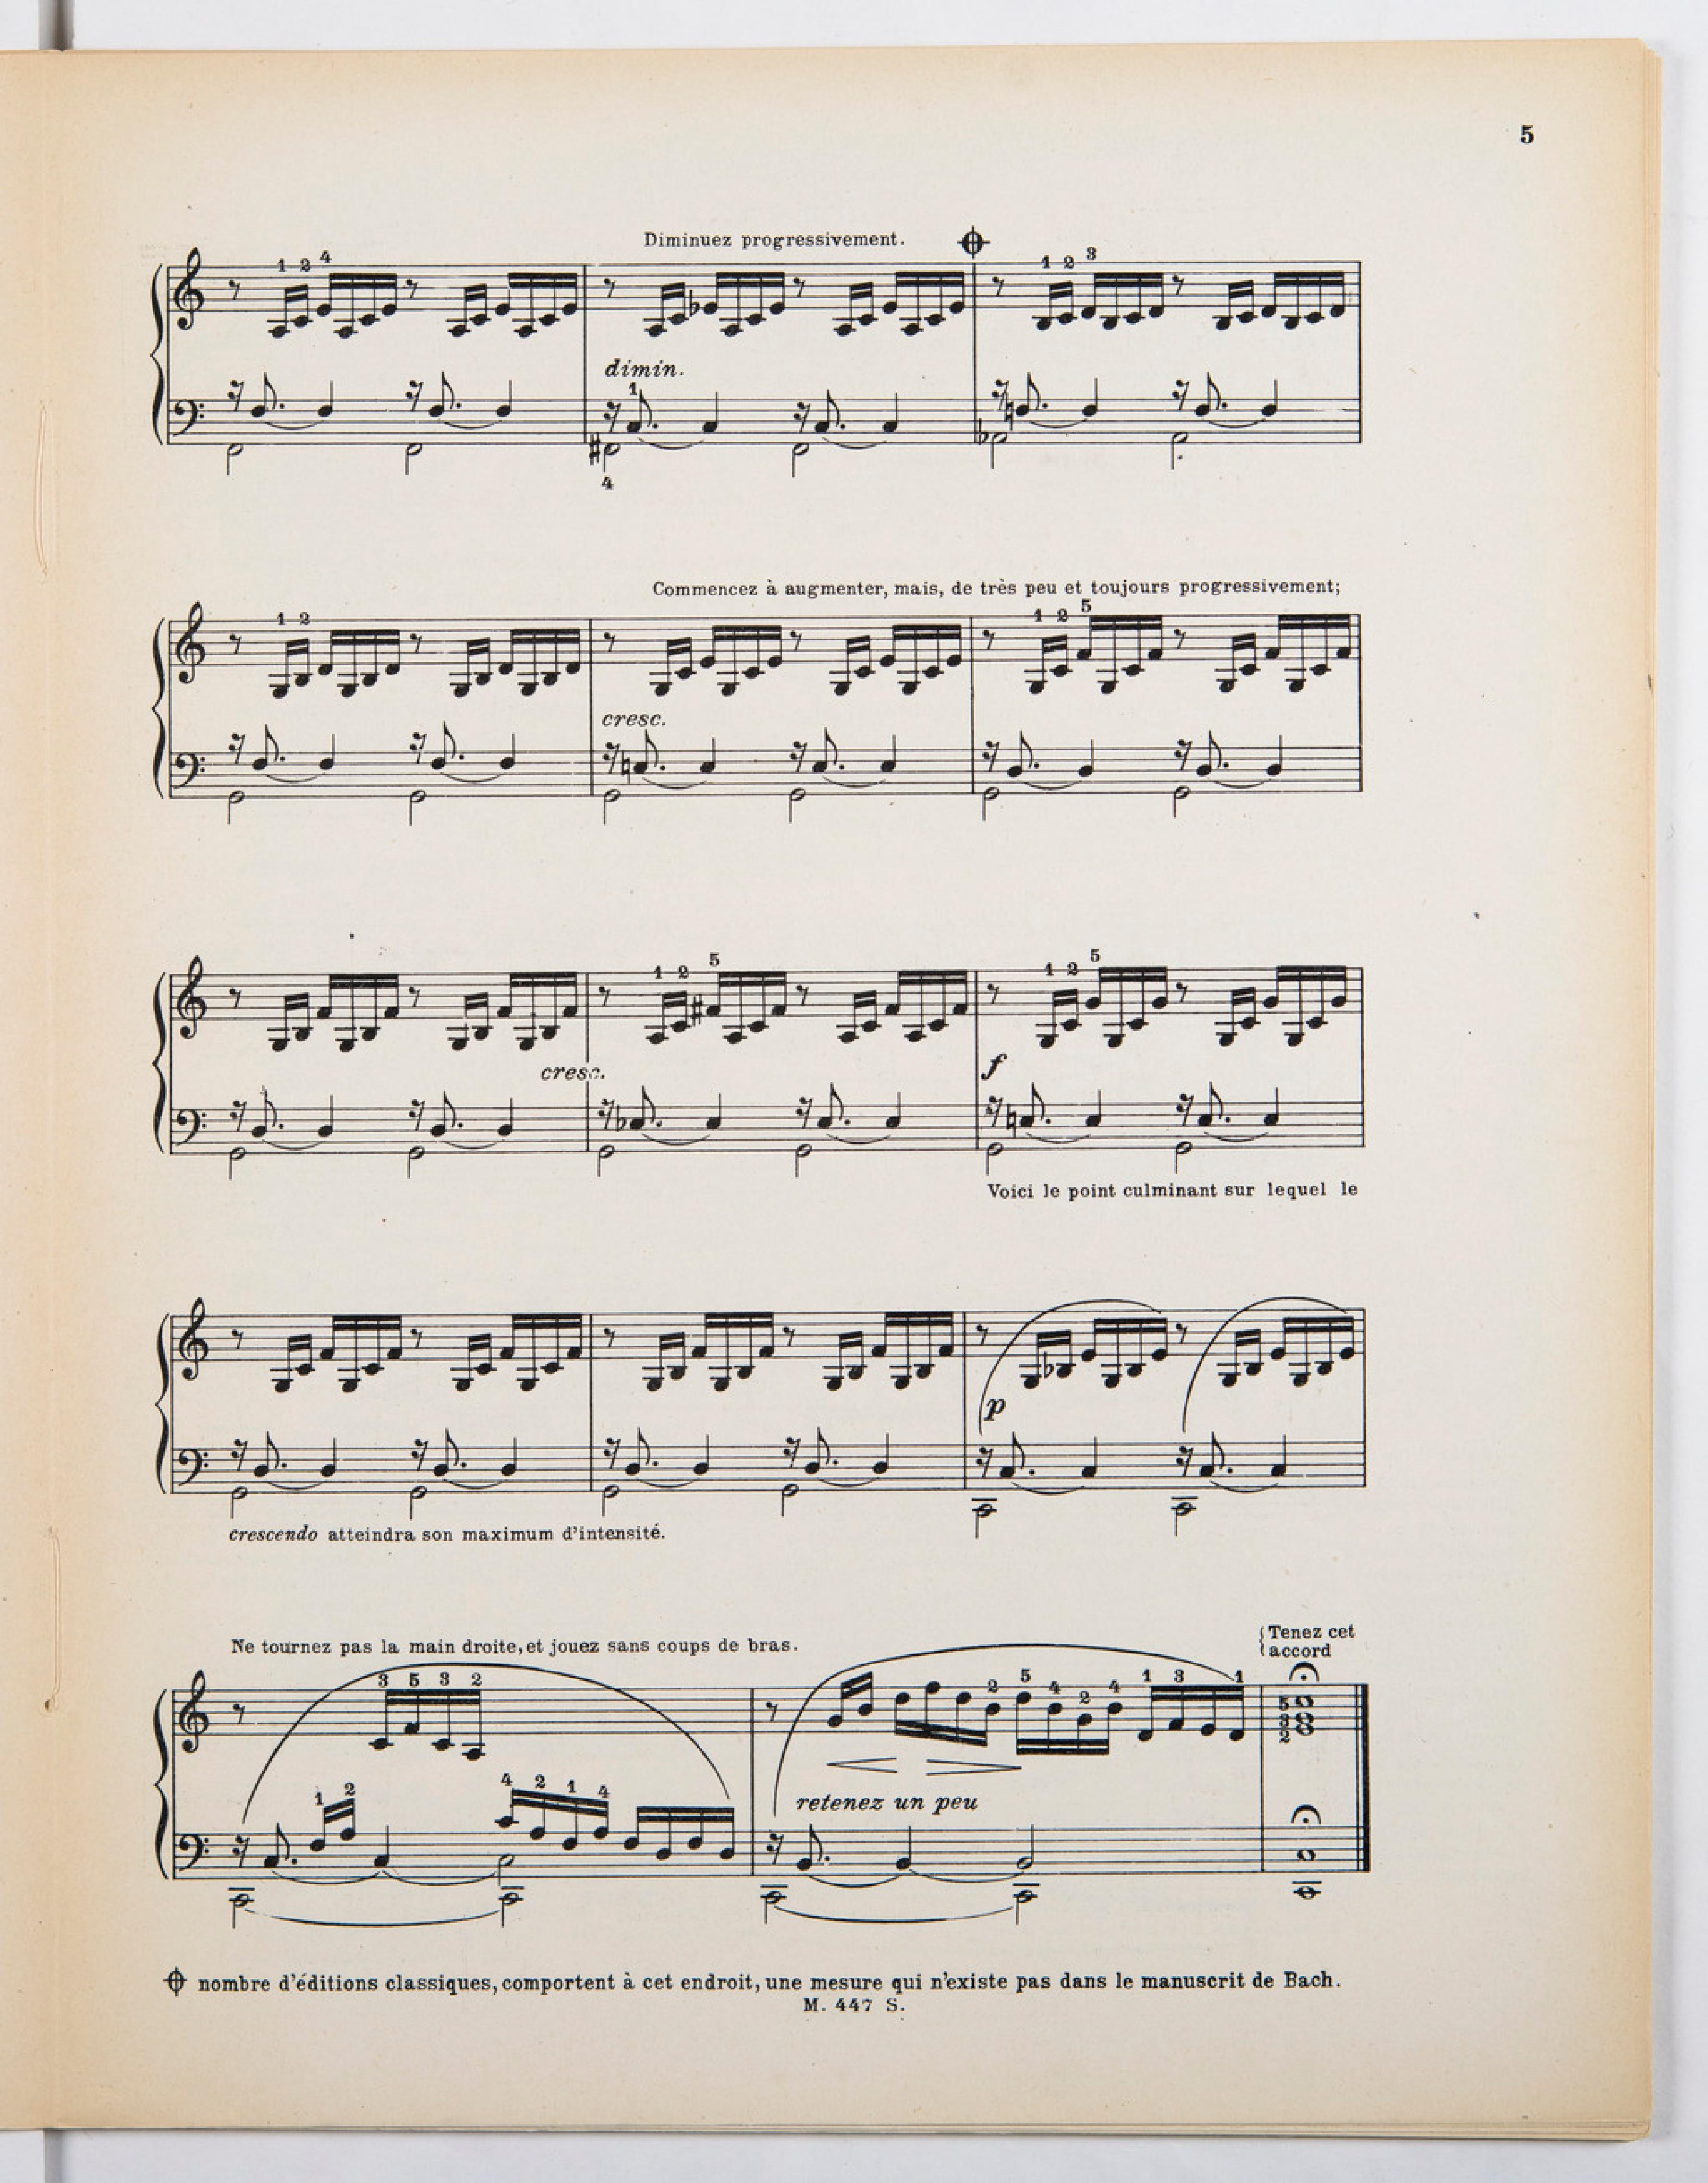 5
Diminuez progressivement.
1 2 4
1 2 3
dimin.
1
4
Commencez à augmenter, mais, de très peu et toujours progressivement;
1 2
1 2 5
cresc.
1 2 5
1 2 5
cresc.
f
Voici le point culminant sur lequel le
p
crescendo atteindra son maximum d'intensité.
Ne tournez pas la main droite, et jouez sans coups de bras.
Tenez cet
accord
3 5 3 2
2 5 4 2 4 1 3 1
5
3
2
1 2 4 2 1 4
retenez un peu
nombre d'éditions classiques, comportent à cet endroit, une mesure qui n'existe pas dans le manuscrit de Bach.
M. 447 S.